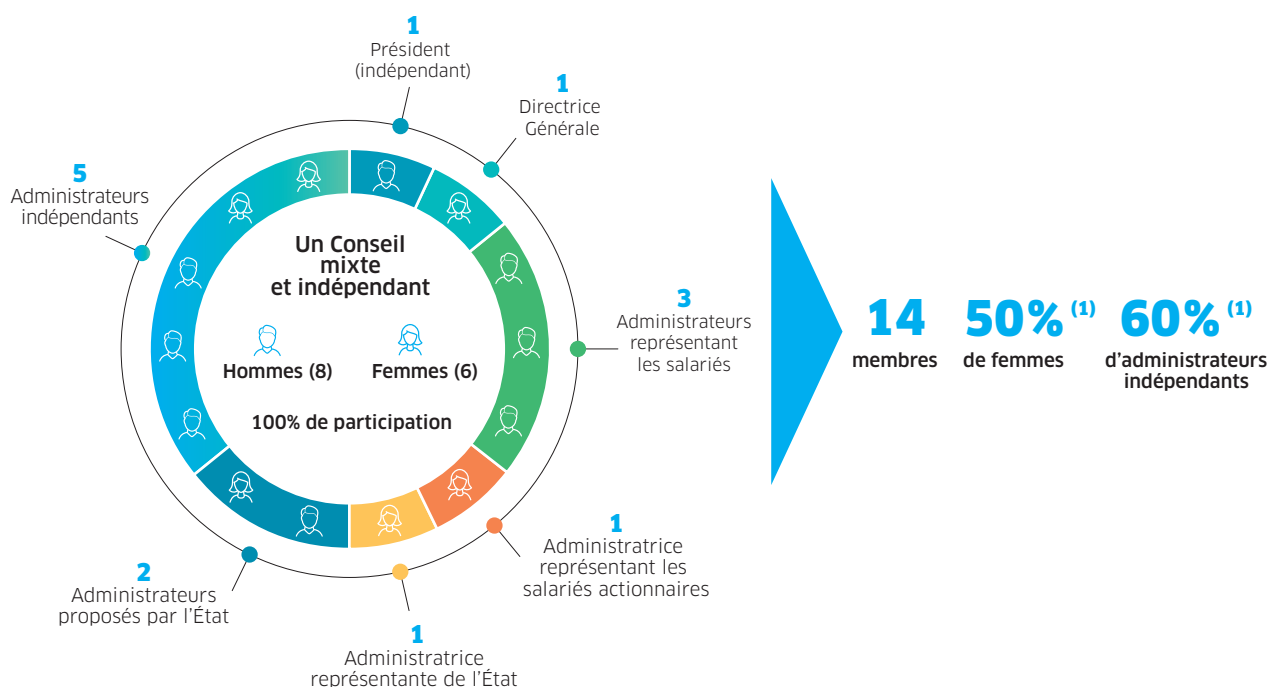 1
Président
(indépendant)
1
Directrice
Générale
5
Administrateurs
indépendants
Un Conseil
mixte
et indépendant
Hommes (8)
Femmes (6)
100% de participation
3
Administrateurs
représentant
les salariés
1
Administratrice
représentant les
salariés actionnaires
2
Administrateurs
proposés par l'État
1
Administratrice
représentante de l'État
14
membres
50% (1)
de femmes
60% (1)
d'administrateurs
indépendants